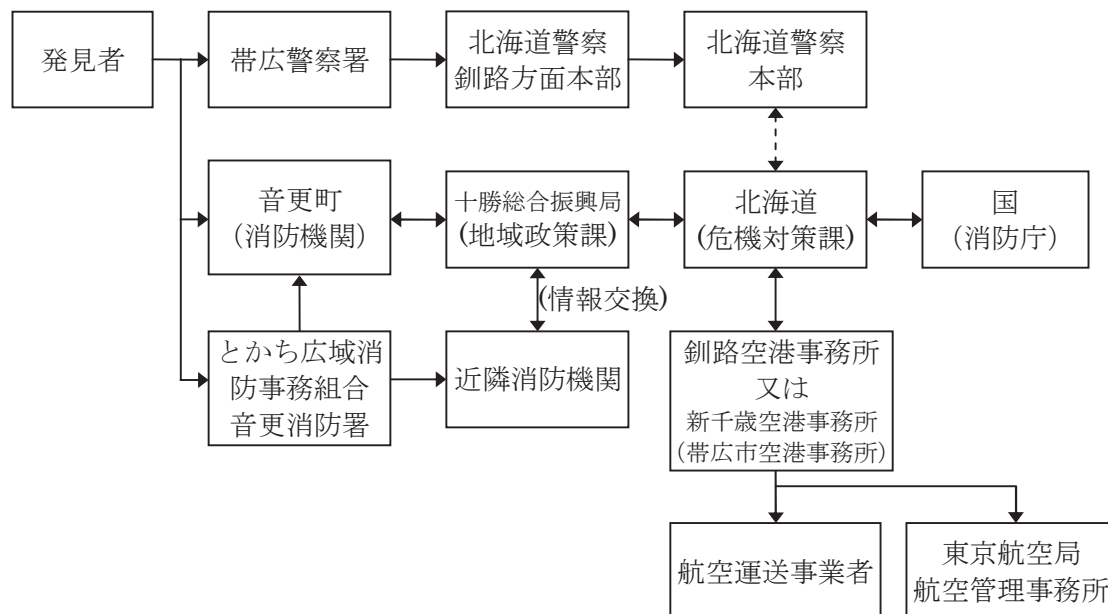 発見者
帯広警察署
北海道警察
釧路方面本部
北海道警察
本部
音更町
(消防機関)
十勝総合振興局
(地域政策課)
北海道
(危機対策課)
国
(消防庁)
(情報交換)
とかち広域消
防事務組合
音更消防署
近隣消防機関
釧路空港事務所
又は
新千歳空港事務所
(帯広市空港事務所)
航空運送事業者
東京航空局
航空管理事務所